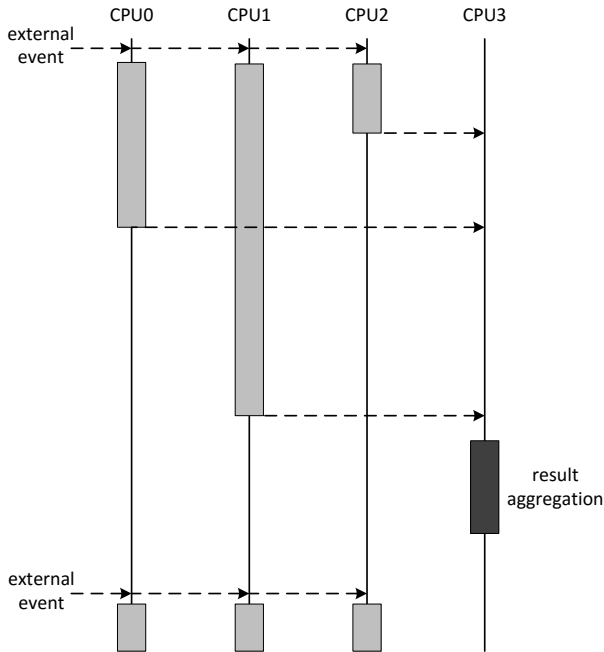 CPU0 CPU1 CPU2 CPU3
external
event
result
aggregation
external
event